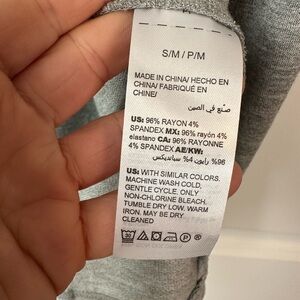 S/M / P/M
MADE IN CHINA/ HECHO EN
CHINA/ FABRIQUÉ EN
CHINE/
صنع في الصين
US: 96% RAYON 4%
SPANDEX MX: 96% rayón 4%
elastano CA: 96% RAYONNE
4% SPANDEX AE/KW:
96% رايون 4% سباندكس
US: WITH SIMILAR COLORS.
MACHINE WASH COLD,
GENTLE CYCLE. ONLY
NON-CHLORINE BLEACH.
TUMBLE DRY LOW. WARM
IRON. MAY BE DRY
CLEANED